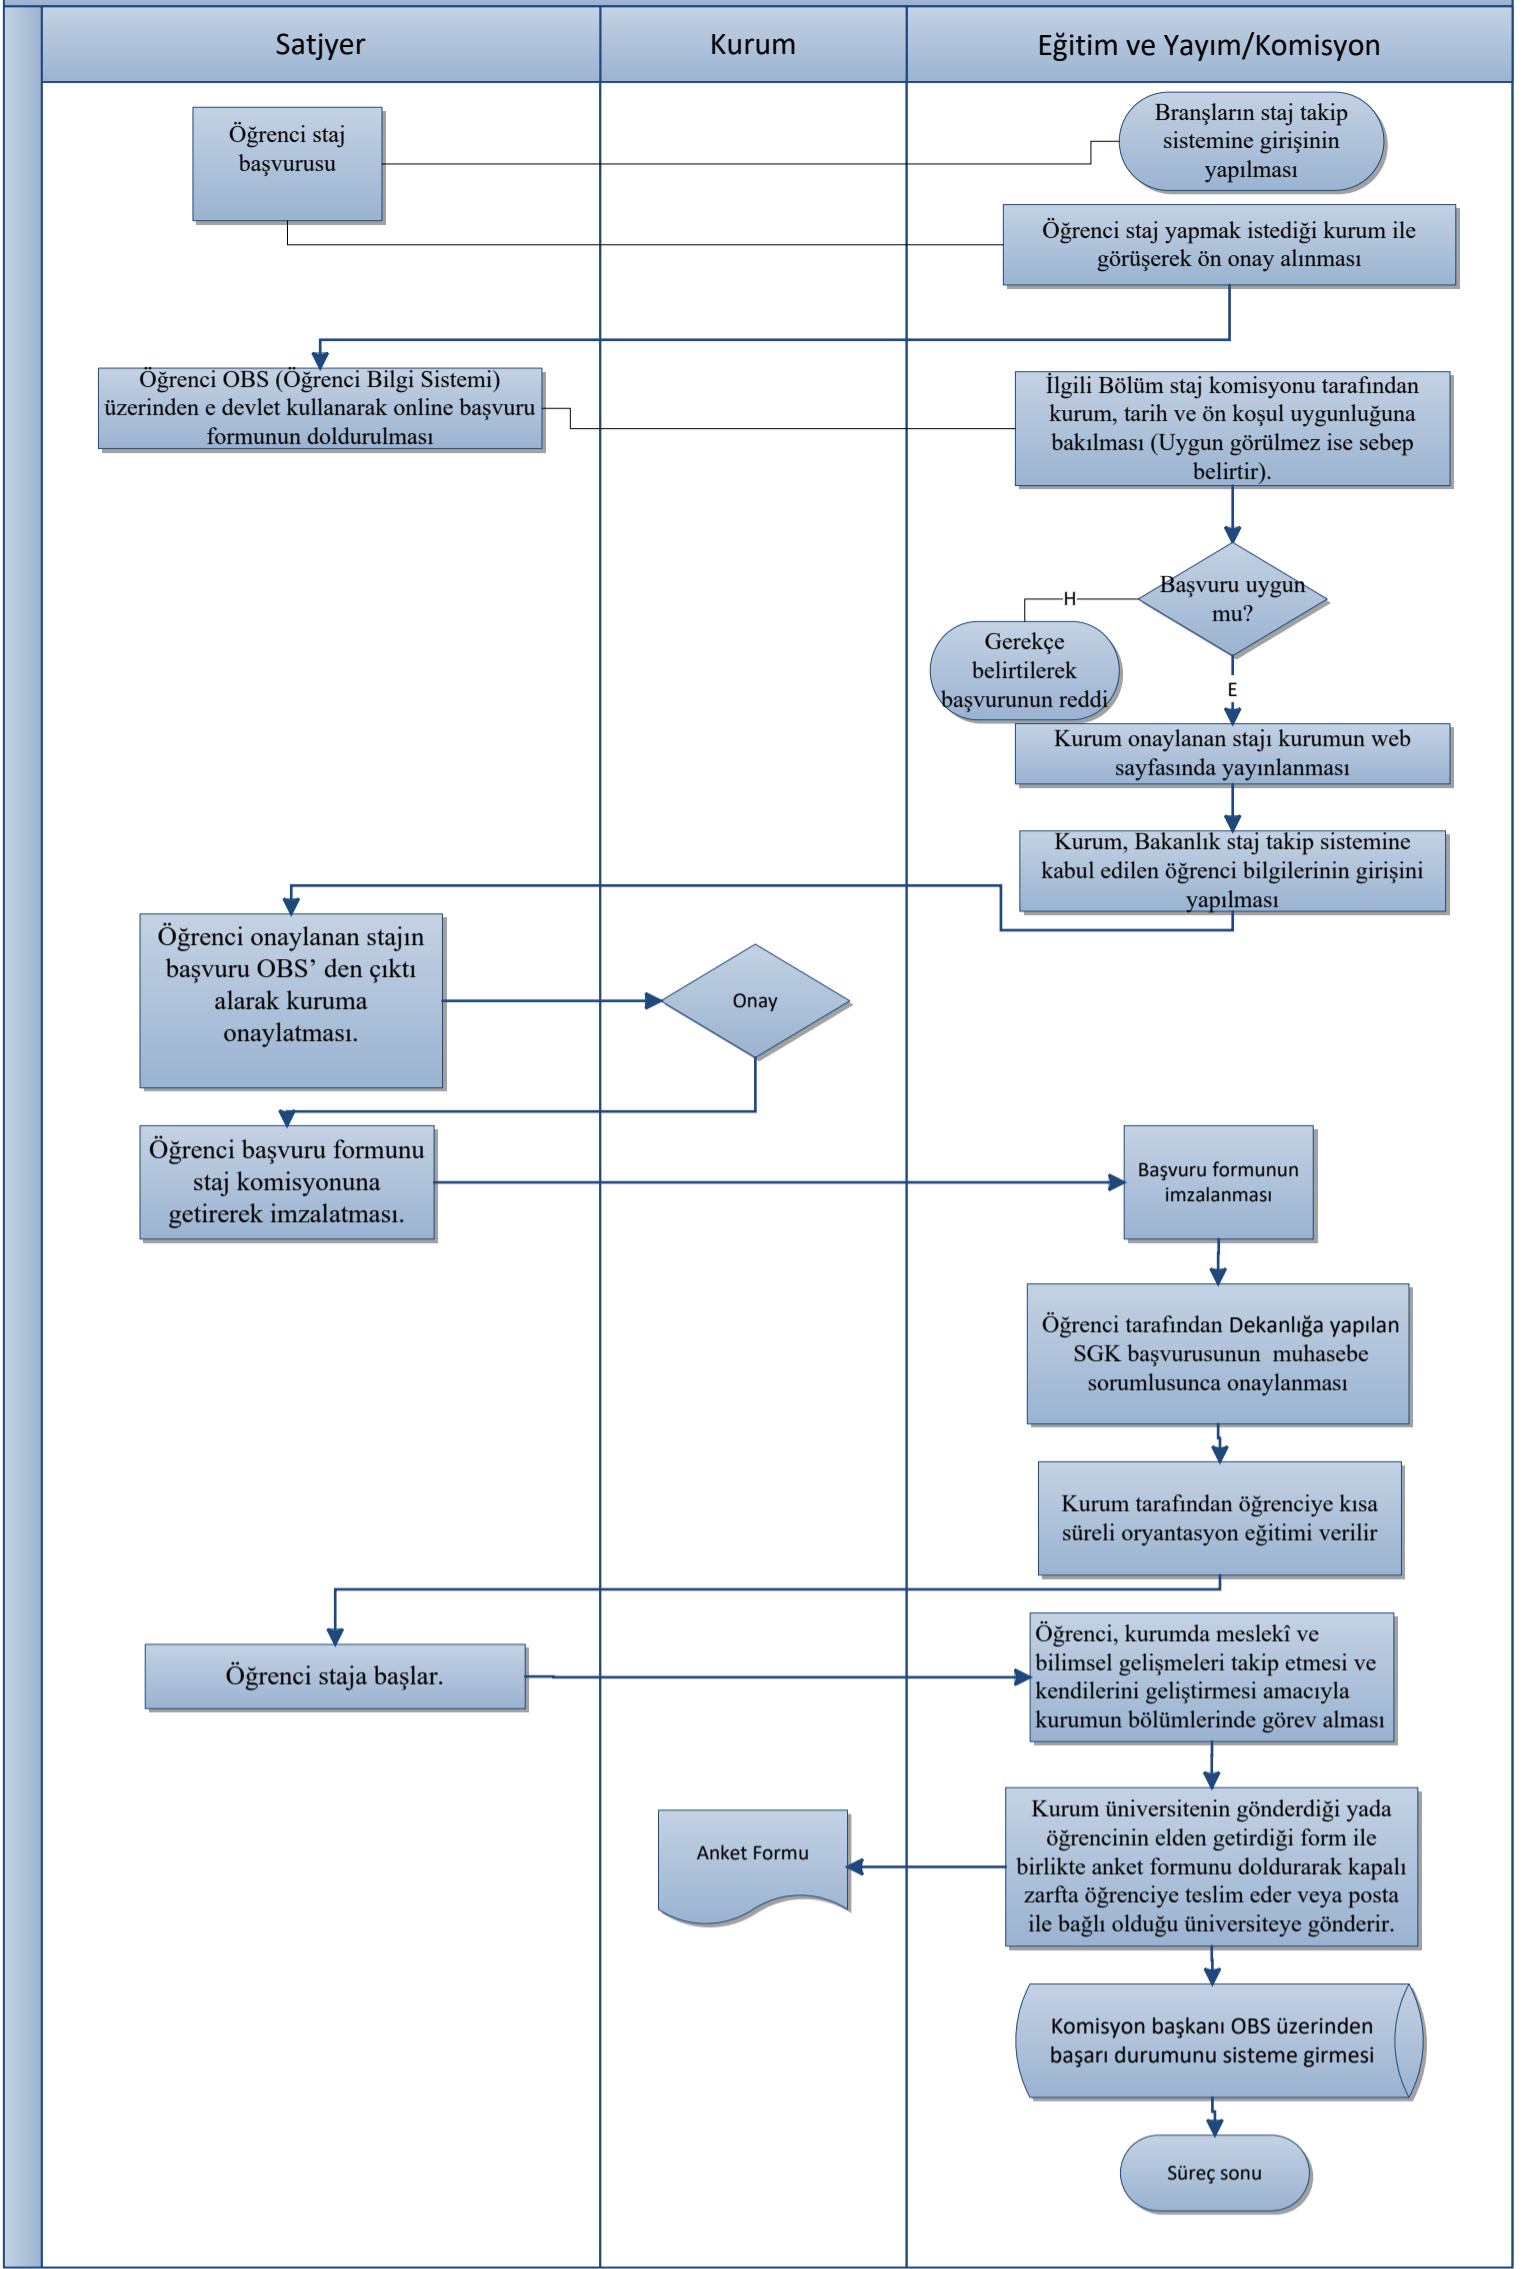 Satjyer
Kurum
Eğitim ve Yayım/Komisyon
Öğrenci staj
başvurusu
Branşların staj takip
sistemine girişinin
yapılması
Öğrenci staj yapmak istediği kurum ile
görüşerek ön onay alınması
Öğrenci OBS (Öğrenci Bilgi Sistemi)
üzerinden e devlet kullanarak online başvuru
formunun doldurulması
İlgili Bölüm staj komisyonu tarafından
kurum, tarih ve ön koşul uygunluğuna
bakılması (Uygun görülmez ise sebep
belirtir).
Başvuru uygun
mu?
H
Gerekçe
belirtilerek
başvurunun reddi
E
Kurum onaylanan stajı kurumun web
sayfasında yayınlanması
Kurum, Bakanlık staj takip sistemine
kabul edilen öğrenci bilgilerinin girişini
yapılması
Öğrenci onaylanan stajın
başvuru OBS’ den çıktı
alarak kuruma
onaylatması.
Onay
Öğrenci başvuru formunu
staj komisyonuna
getirerek imzalatması.
Başvuru formunun
imzalanması
Öğrenci tarafından Dekanlığa yapılan
SGK başvurusunun muhasebe
sorumlusunca onaylanması
Kurum tarafından öğrenciye kısa
süreli oryantasyon eğitimi verilir
Öğrenci staja başlar.
Öğrenci, kurumda meslekî ve
bilimsel gelişmeleri takip etmesi ve
kendilerini geliştirmesi amacıyla
kurumun bölümlerinde görev alması
Kurum üniversitenin gönderdiği yada
öğrencinin elden getirdiği form ile
birlikte anket formunu doldurarak kapalı
zarfta öğrenciye teslim eder veya posta
ile bağlı olduğu üniversiteye gönderir.
Anket Formu
Komisyon başkanı OBS üzerinden
başarı durumunu sisteme girmesi
Süreç sonu